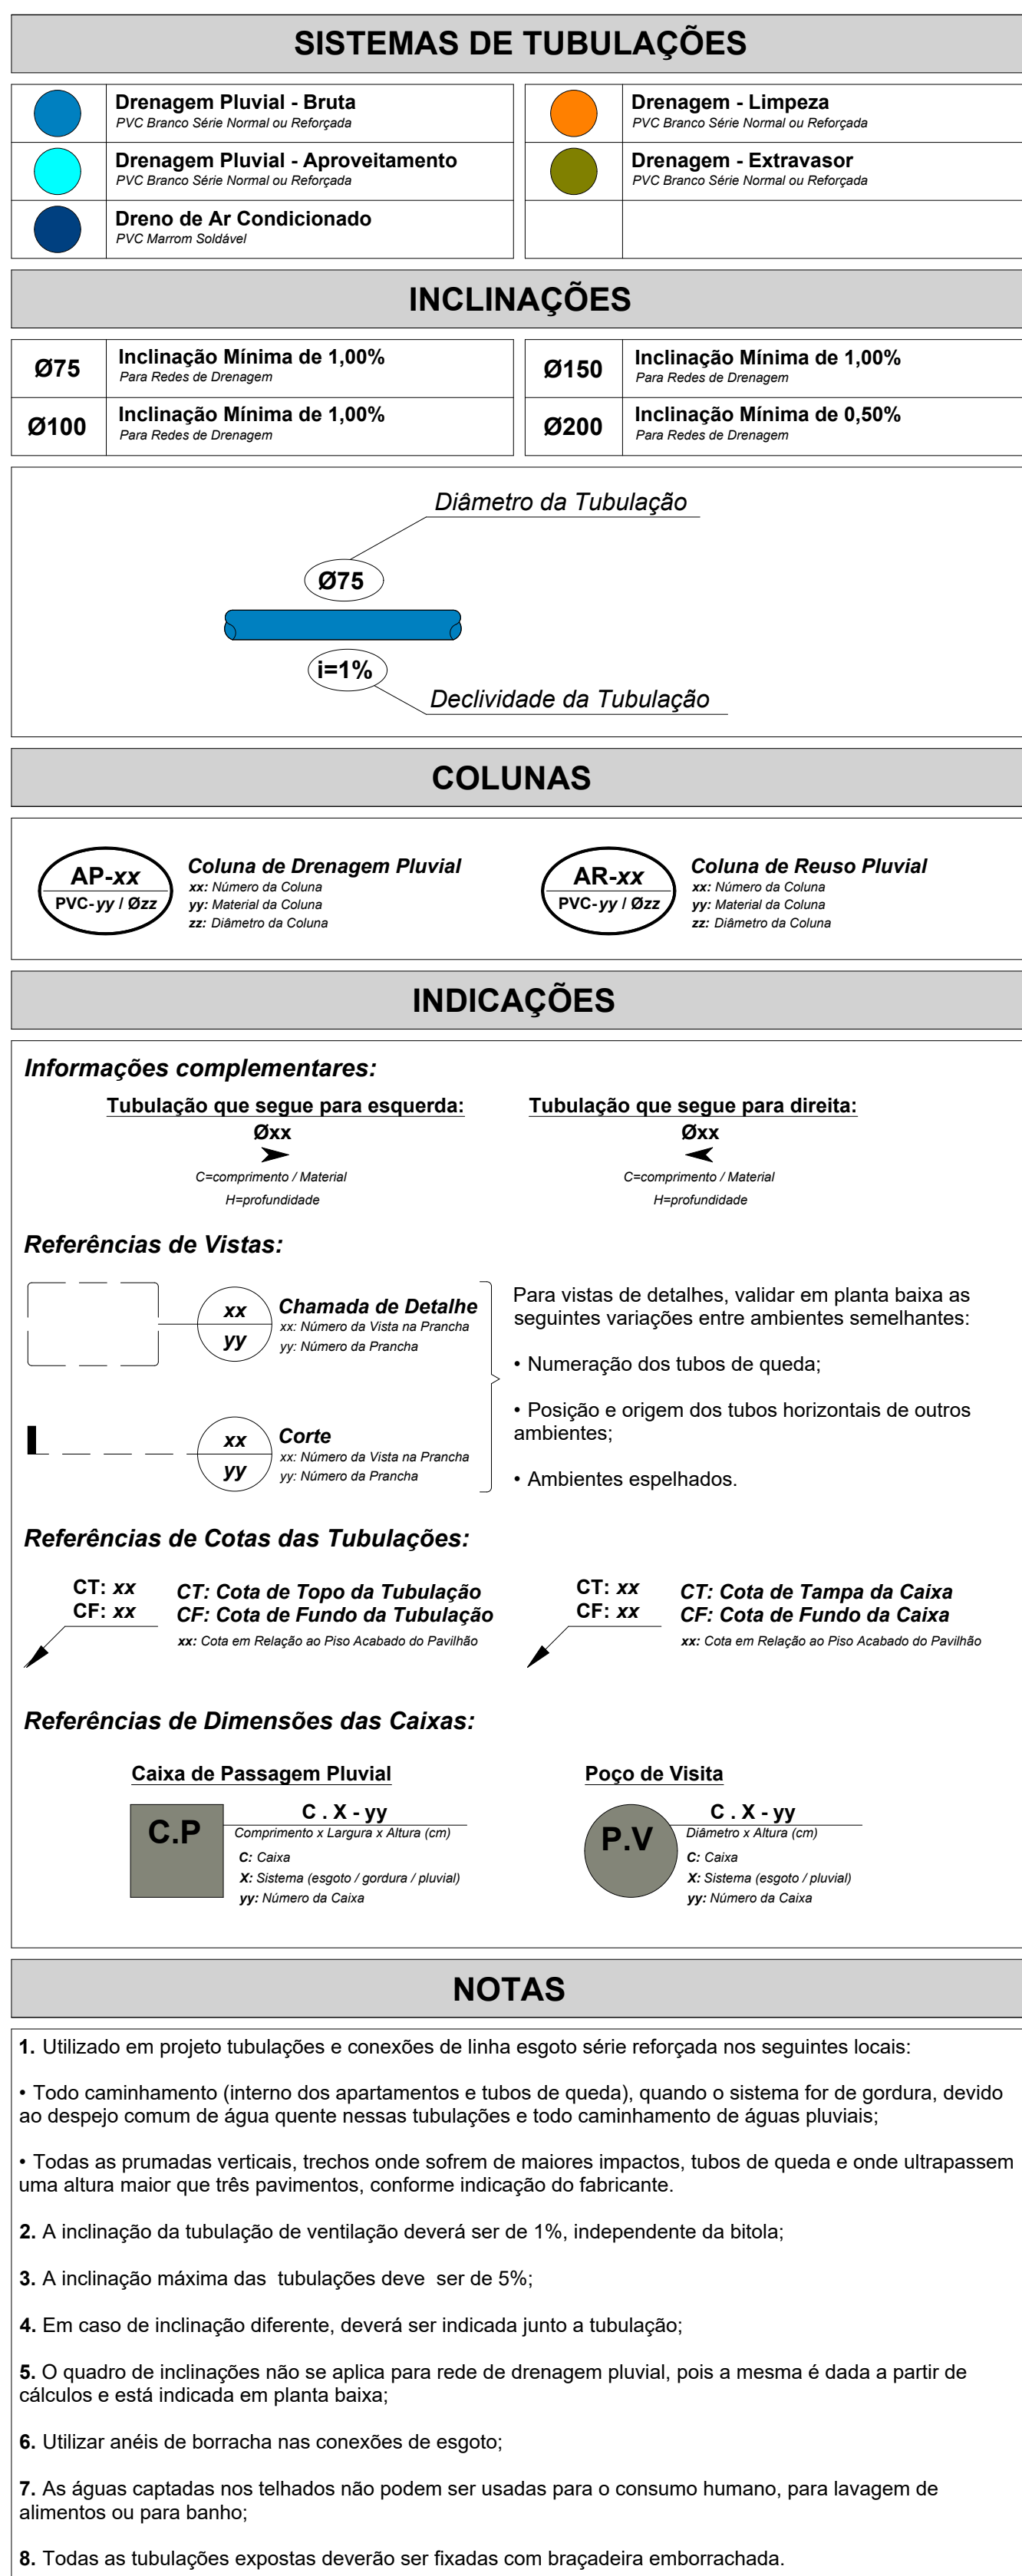 SISTEMAS DE TUBULAÇÕES
Drenagem Pluvial - Bruta
PVC Branco Série Normal ou Reforçada
Drenagem - Limpeza
PVC Branco Série Normal ou Reforçada
Drenagem Pluvial - Aproveitamento
PVC Branco Série Normal ou Reforçada
Drenagem - Extravasor
PVC Branco Série Normal ou Reforçada
Dreno de Ar Condicionado
PVC Marrom Soldável
INCLINAÇÕES
Ø75
Inclinação Mínima de 1,00%
Para Redes de Drenagem
Ø150
Inclinação Mínima de 1,00%
Para Redes de Drenagem
Ø100
Inclinação Mínima de 1,00%
Para Redes de Drenagem
Ø200
Inclinação Mínima de 0,50%
Para Redes de Drenagem
Diâmetro da Tubulação
Ø75
i=1%
Declividade da Tubulação
COLUNAS
AP-xx
PVC-yy / Øzz
Coluna de Drenagem Pluvial
xx: Número da Coluna
yy: Material da Coluna
zz: Diâmetro da Coluna
AR-xx
PVC-yy / Øzz
Coluna de Reuso Pluvial
xx: Número da Coluna
yy: Material da Coluna
zz: Diâmetro da Coluna
INDICAÇÕES
Informações complementares:
Tubulação que segue para esquerda:
Øxx
C=comprimento / Material
H=profundidade
Tubulação que segue para direita:
Øxx
C=comprimento / Material
H=profundidade
Referências de Vistas:
xx
yy
Chamada de Detalhe
xx: Número da Vista na Prancha
yy: Número da Prancha
xx
yy
Corte
xx: Número da Vista na Prancha
yy: Número da Prancha
Para vistas de detalhes, validar em planta baixa as
seguintes variações entre ambientes semelhantes:
• Numeração dos tubos de queda;
• Posição e origem dos tubos horizontais de outros
ambientes;
• Ambientes espelhados.
Referências de Cotas das Tubulações:
CT: xx
CF: xx
CT: Cota de Topo da Tubulação
CF: Cota de Fundo da Tubulação
xx: Cota em Relação ao Piso Acabado do Pavilhão
CT: xx
CF: xx
CT: Cota de Tampa da Caixa
CF: Cota de Fundo da Caixa
xx: Cota em Relação ao Piso Acabado do Pavilhão
Referências de Dimensões das Caixas:
Caixa de Passagem Pluvial
C.P
C . X - yy
Comprimento x Largura x Altura (cm)
C: Caixa
X: Sistema (esgoto / gordura / pluvial)
yy: Número da Caixa
Poço de Visita
P.V
C . X - yy
Diâmetro x Altura (cm)
C: Caixa
X: Sistema (esgoto / pluvial)
yy: Número da Caixa
NOTAS
1. Utilizado em projeto tubulações e conexões de linha esgoto série reforçada nos seguintes locais:
• Todo caminhamento (interno dos apartamentos e tubos de queda), quando o sistema for de gordura, devido
ao despejo comum de água quente nessas tubulações e todo caminhamento de águas pluviais;
• Todas as prumadas verticais, trechos onde sofrem de maiores impactos, tubos de queda e onde ultrapassem
uma altura maior que três pavimentos, conforme indicação do fabricante.
2. A inclinação da tubulação de ventilação deverá ser de 1%, independente da bitola;
3. A inclinação máxima das tubulações deve ser de 5%;
4. Em caso de inclinação diferente, deverá ser indicada junto a tubulação;
5. O quadro de inclinações não se aplica para rede de drenagem pluvial, pois a mesma é dada a partir de
cálculos e está indicada em planta baixa;
6. Utilizar anéis de borracha nas conexões de esgoto;
7. As águas captadas nos telhados não podem ser usadas para o consumo humano, para lavagem de
alimentos ou para banho;
8. Todas as tubulações expostas deverão ser fixadas com braçadeira emborrachada.